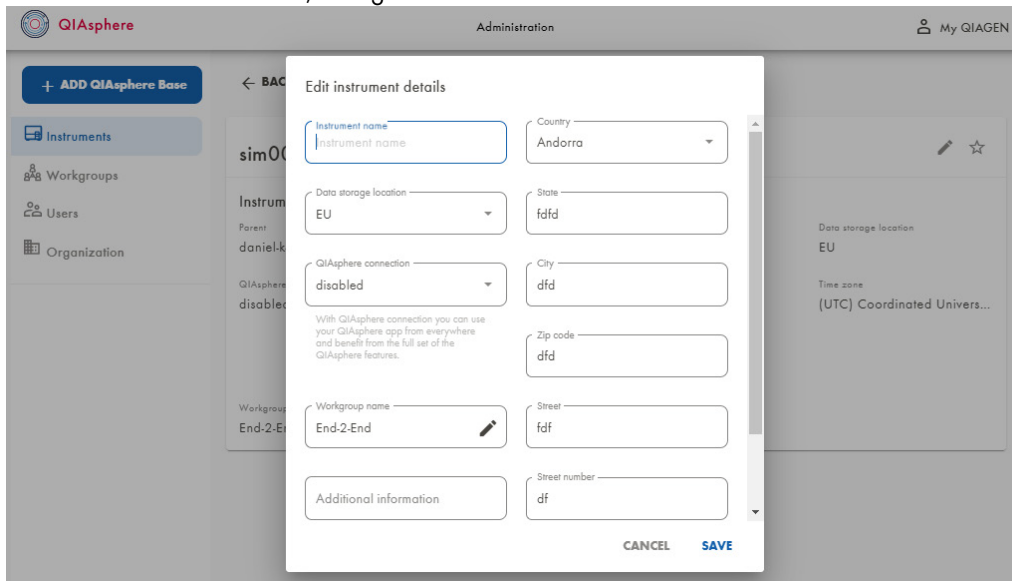 QIAsphere
Administration
My QIAGEN
+ ADD QIAsphere Base
← BAC
Instruments
Workgroups
Users
Organization
sim00
Instrum
Parent
daniel-k
QIAsphere
disabled
Workgroup
End-2-En
Edit instrument details
Instrument name
Instrument name
Country
Andorra
Data storage location
EU
State
fdfd
QIAsphere connection
disabled
With QIAsphere connection you can use
your QIAsphere app from everywhere
and benefit from the full set of the
QIAsphere features.
City
dfd
Zip code
dfd
Workgroup name
End-2-End
Street
fdf
Additional information
Street number
df
CANCEL
SAVE
Data storage location
EU
Time zone
(UTC) Coordinated Univers...